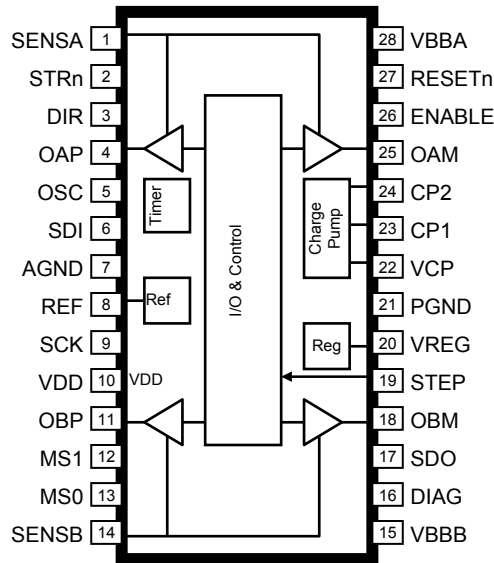 SENSA 1
STRn 2
DIR 3
OAP 4
OSC 5
SDI 6
AGND 7
REF 8
SCK 9
VDD 10 VDD
OBP 11
MS1 12
MS0 13
SENSB 14
Timer
Ref
I/O & Control
Charge
Pump
Reg
28 VBBA
27 RESETn
26 ENABLE
25 OAM
24 CP2
23 CP1
22 VCP
21 PGND
20 VREG
19 STEP
18 OBM
17 SDO
16 DIAG
15 VBBB